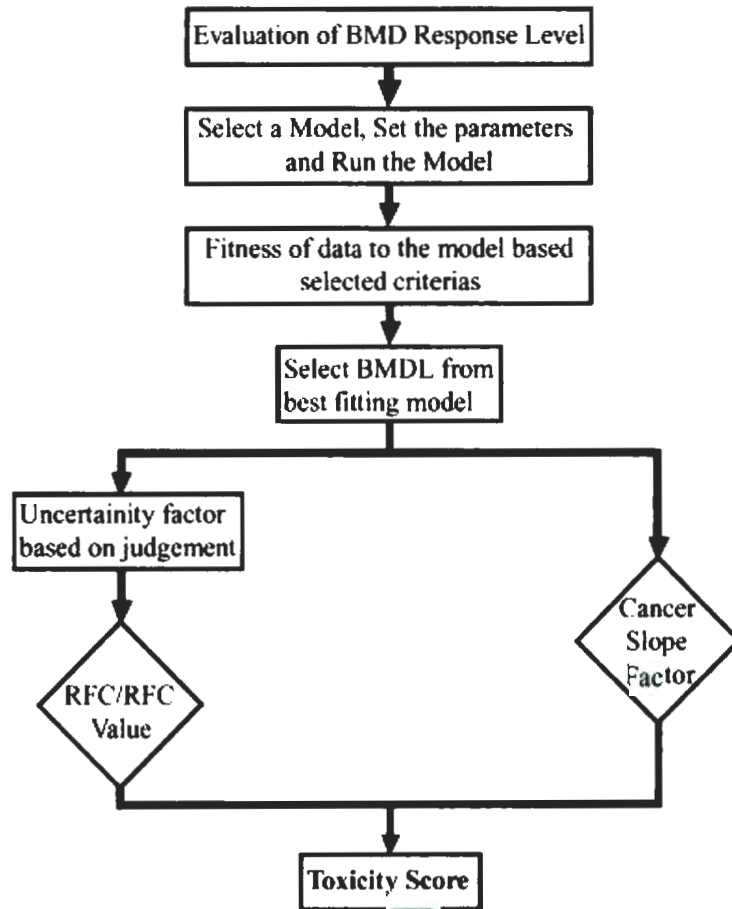 Evaluation of BMD Response Level
Select a Model, Set the parameters
and Run the Model
Fitness of data to the model based
selected criterias
Select BMDL from
best fitting model
Uncertainity factor
based on judgement
Cancer
Slope
Factor
RFC/RFC
Value
Toxicity Score